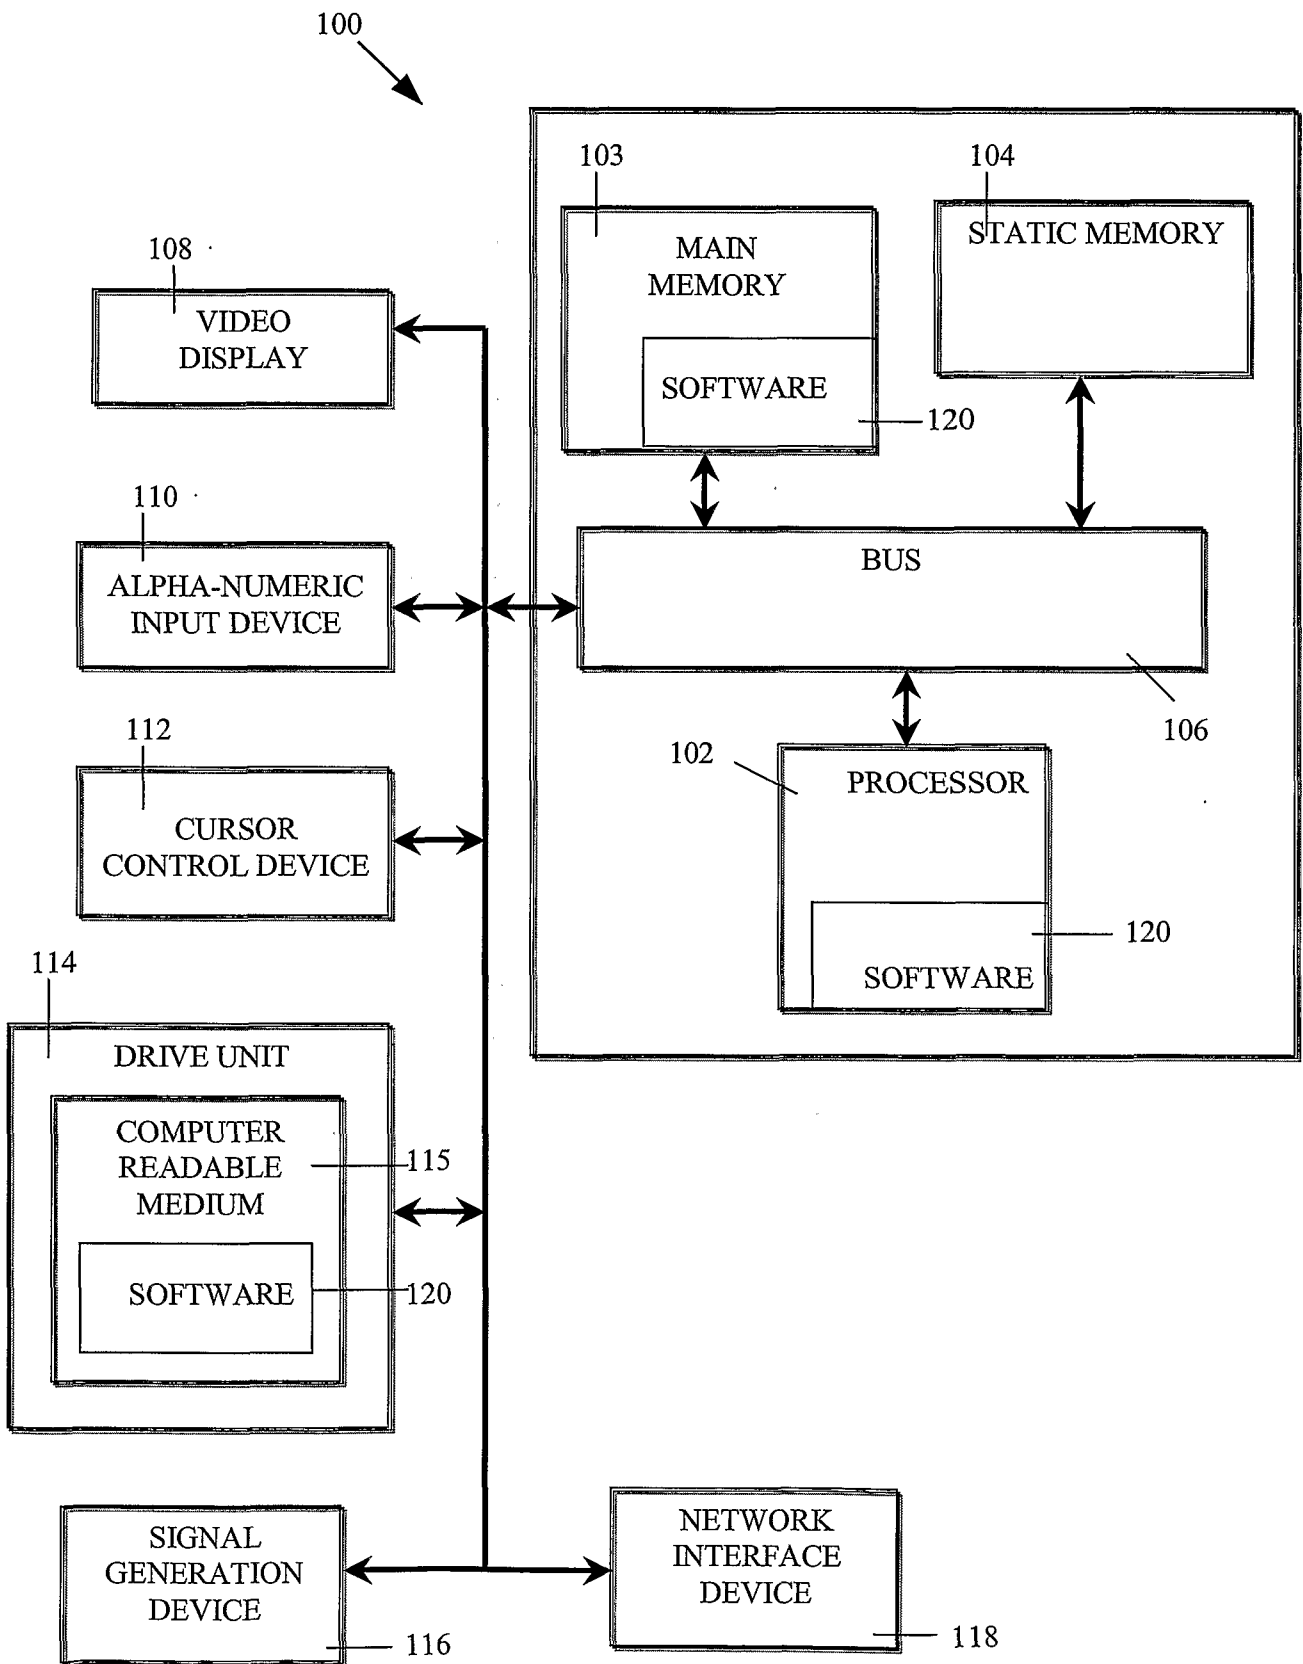 100
103
104
MAIN
MEMORY
STATIC MEMORY
SOFTWARE
120
108
VIDEO
DISPLAY
110
ALPHA-NUMERIC
INPUT DEVICE
BUS
106
112
CURSOR
CONTROL DEVICE
102
PROCESSOR
120
SOFTWARE
114
DRIVE UNIT
COMPUTER
READABLE
MEDIUM
115
SOFTWARE
120
SIGNAL
GENERATION
DEVICE
116
NETWORK
INTERFACE
DEVICE
118